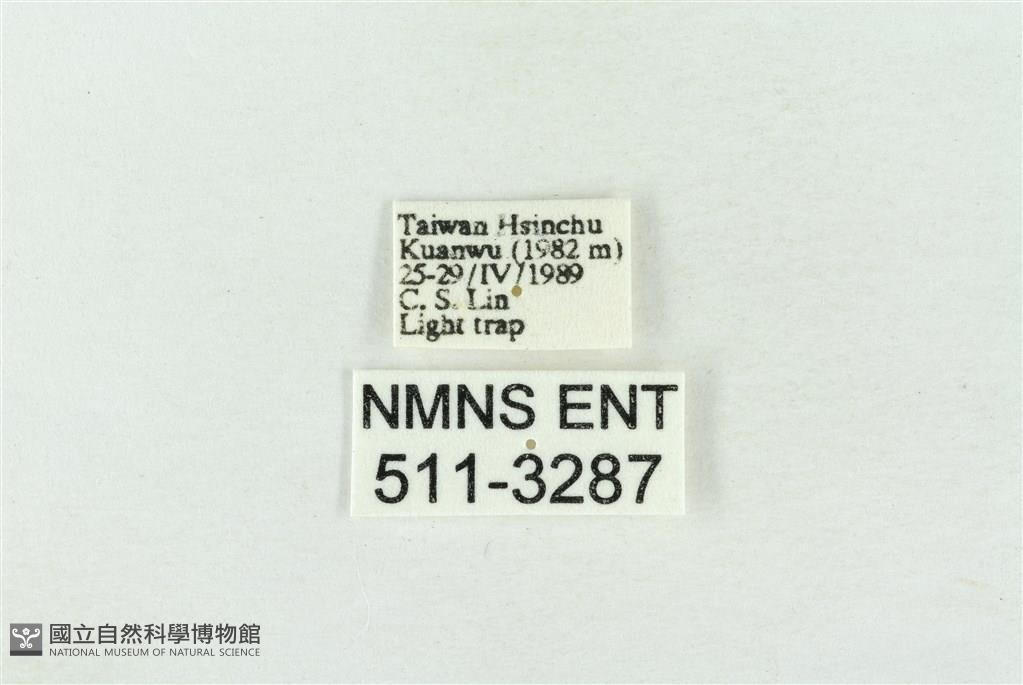 Taiwan Hsinchu
Kuanwu (1982 m)
25-29/IV/1989
C. S. Lin
Light trap
NMNS ENT
511-3287
國立自然科學博物館
NATIONAL MUSEUM OF NATURAL SCIENCE